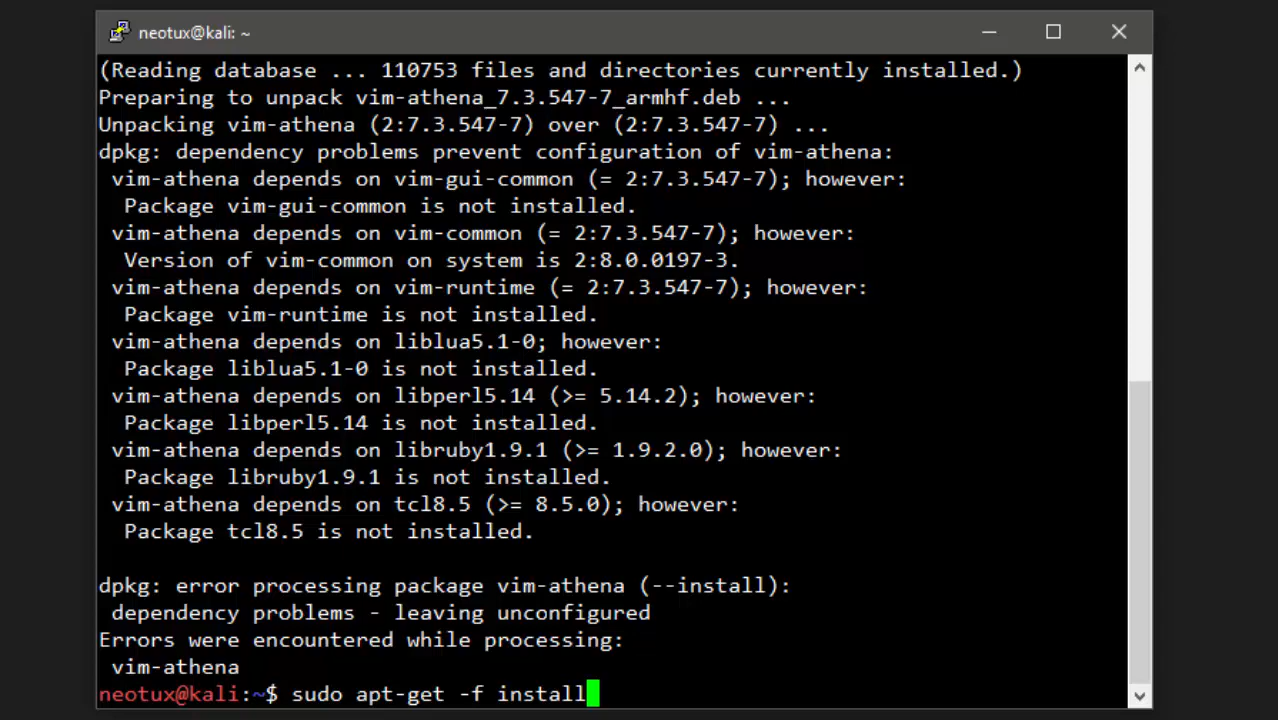 neotux@kali: ~
(Reading database ... 110753 files and directories currently installed.)
Preparing to unpack vim-athena_7.3.547-7_armhf.deb ...
Unpacking vim-athena (2:7.3.547-7) over (2:7.3.547-7) ...
dpkg: dependency problems prevent configuration of vim-athena:
 vim-athena depends on vim-gui-common (= 2:7.3.547-7); however:
  Package vim-gui-common is not installed.
 vim-athena depends on vim-common (= 2:7.3.547-7); however:
  Version of vim-common on system is 2:8.0.0197-3.
 vim-athena depends on vim-runtime (= 2:7.3.547-7); however:
  Package vim-runtime is not installed.
 vim-athena depends on liblua5.1-0; however:
  Package liblua5.1-0 is not installed.
 vim-athena depends on libperl5.14 (>= 5.14.2); however:
  Package libperl5.14 is not installed.
 vim-athena depends on libruby1.9.1 (>= 1.9.2.0); however:
  Package libruby1.9.1 is not installed.
 vim-athena depends on tcl8.5 (>= 8.5.0); however:
  Package tcl8.5 is not installed.

dpkg: error processing package vim-athena (--install):
 dependency problems - leaving unconfigured
Errors were encountered while processing:
 vim-athena
neotux@kali:~$ sudo apt-get -f install